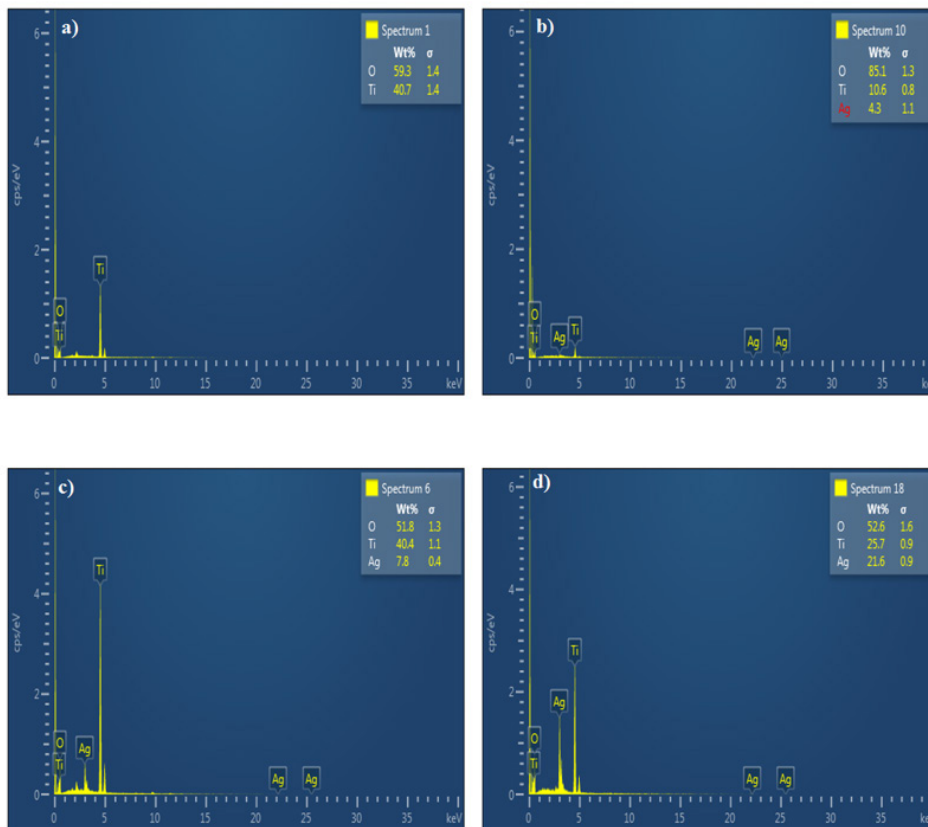 a)
Spectrum 1
Wt% σ
O 59.3 1.4
Ti 40.7 1.4
6
4
cps/eV
2
Ti
O
Ti
0
0 5 10 15 20 25 30 35 keV
b)
Spectrum 10
Wt% σ
O 85.1 1.3
Ti 10.6 0.8
Ag 4.3 1.1
6
4
cps/eV
2
O
Ti Ag Ti Ag Ag
0
0 5 10 15 20 25 30 35 ke
c)
Spectrum 6
Wt% σ
O 51.8 1.3
Ti 40.4 1.1
Ag 7.8 0.4
6
Ti
4
cps/eV
2
O Ag
Ti Ag Ag
0
0 5 10 15 20 25 30 35 keV
d)
Spectrum 18
Wt% σ
O 52.6 1.6
Ti 25.7 0.9
Ag 21.6 0.9
6
4
cps/eV
Ti
2
Ag
O
Ti Ag Ag
0
0 5 10 15 20 25 30 35 ke